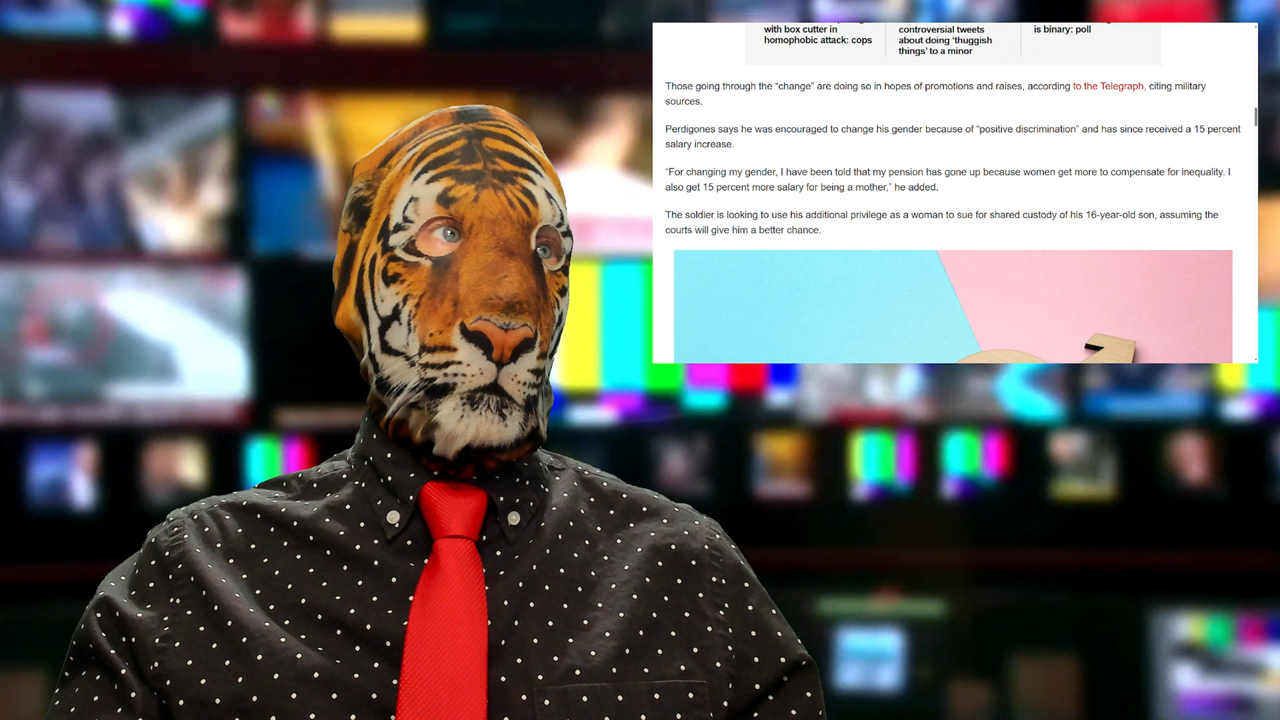 with box cutter in
homophobic attack: cops
controversial tweets
about doing ‘thuggish
things’ to a minor
is binary: poll
Those going through the “change” are doing so in hopes of promotions and raises, according to the Telegraph, citing military
sources.
Perdigones says he was encouraged to change his gender because of “positive discrimination” and has since received a 15 percent
salary increase.
“For changing my gender, I have been told that my pension has gone up because women get more to compensate for inequality. I
also get 15 percent more salary for being a mother,” he added.
The soldier is looking to use his additional privilege as a woman to sue for shared custody of his 16-year-old son, assuming the
courts will give him a better chance.